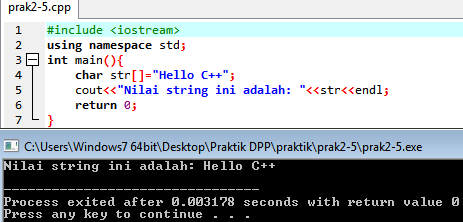 prak2-5.cpp
1 #include <iostream>
2 using namespace std;
3 int main(){
4 char str[]="Hello C++";
5 cout<<"Nilai string ini adalah: "<<str<<endl;
6 return 0;
7 }
C:\Users\Windows7 64bit\Desktop\Praktik DPP\praktik\prak2-5\prak2-5.exe
Nilai string ini adalah: Hello C++
--------------------------------
Process exited after 0.003178 seconds with return value 0
Press any key to continue . . .